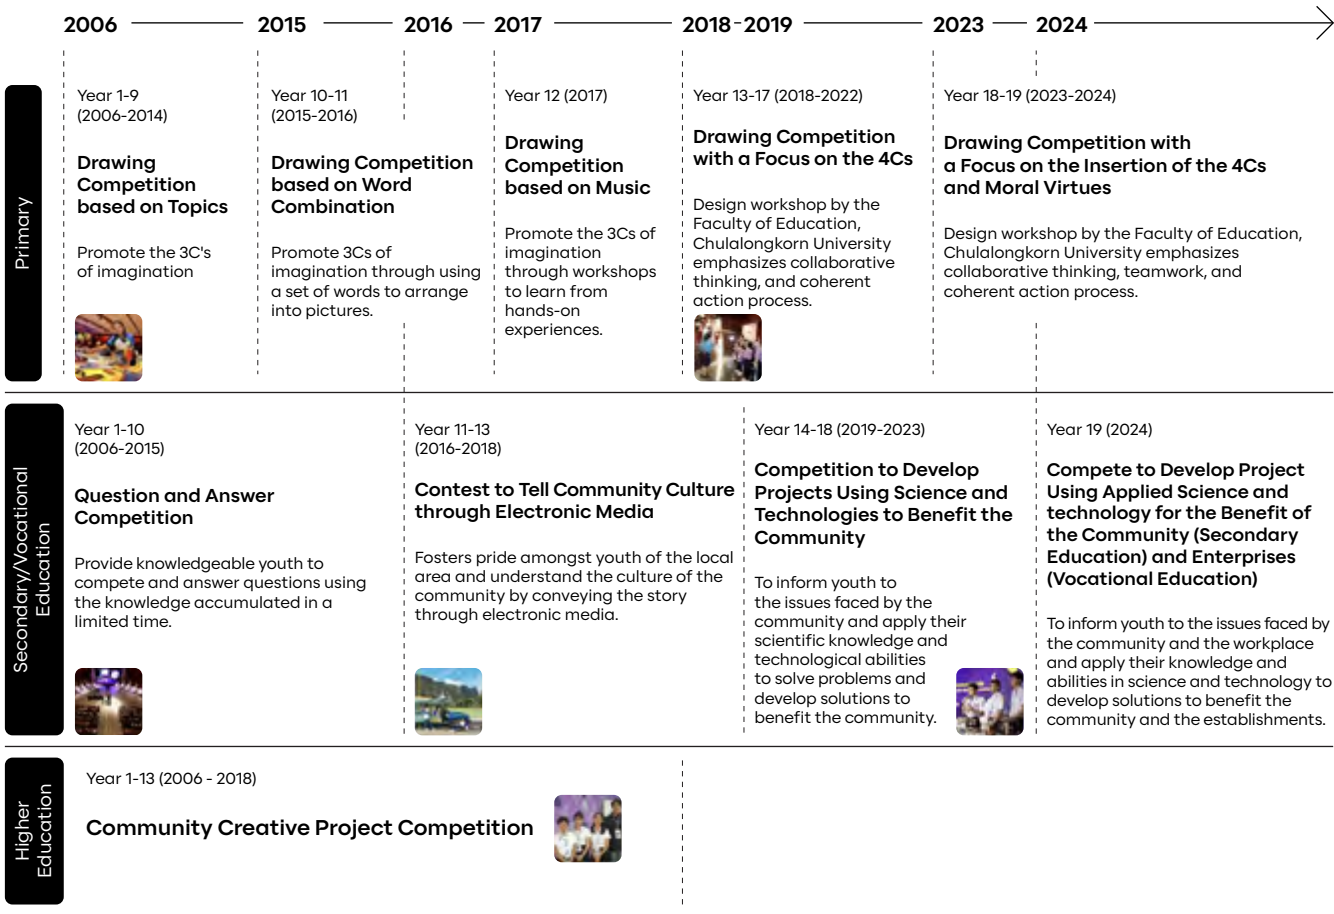 2006 2015 2016 2017 2018-2019 2023 2024
Primary
Year 1-9
(2006-2014)
Drawing
Competition
based on Topics
Promote the 3C's
of imagination
Year 10-11
(2015-2016)
Drawing Competition
based on Word
Combination
Promote 3Cs of
imagination through using
a set of words to arrange
into pictures.
Year 12 (2017)
Drawing
Competition
based on Music
Promote the 3Cs of
imagination
through workshops
to learn from
hands-on
experiences.
Year 13-17 (2018-2022)
Drawing Competition
with a Focus on the 4Cs
Design workshop by the
Faculty of Education,
Chulalongkorn University
emphasizes collaborative
thinking, and coherent
action process.
Year 18-19 (2023-2024)
Drawing Competition with
a Focus on the Insertion of the 4Cs
and Moral Virtues
Design workshop by the Faculty of Education,
Chulalongkorn University emphasizes
collaborative thinking, teamwork, and
coherent action process.
Secondary/Vocational
Education
Year 1-10
(2006-2015)
Question and Answer
Competition
Provide knowledgeable youth to
compete and answer questions using
the knowledge accumulated in a
limited time.
Year 11-13
(2016-2018)
Contest to Tell Community Culture
through Electronic Media
Fosters pride amongst youth of the local
area and understand the culture of the
community by conveying the story
through electronic media.
Year 14-18 (2019-2023)
Competition to Develop
Projects Using Science and
Technologies to Benefit the
Community
To inform youth to
the issues faced by the
community and apply their
scientific knowledge and
technological abilities
to solve problems and
develop solutions to
benefit the community.
Year 19 (2024)
Compete to Develop Project
Using Applied Science and
technology for the Benefit of
the Community (Secondary
Education) and Enterprises
(Vocational Education)
To inform youth to the issues faced by
the community and the workplace
and apply their knowledge and
abilities in science and technology to
develop solutions to benefit the
community and the establishments.
Higher
Education
Year 1-13 (2006 - 2018)
Community Creative Project Competition